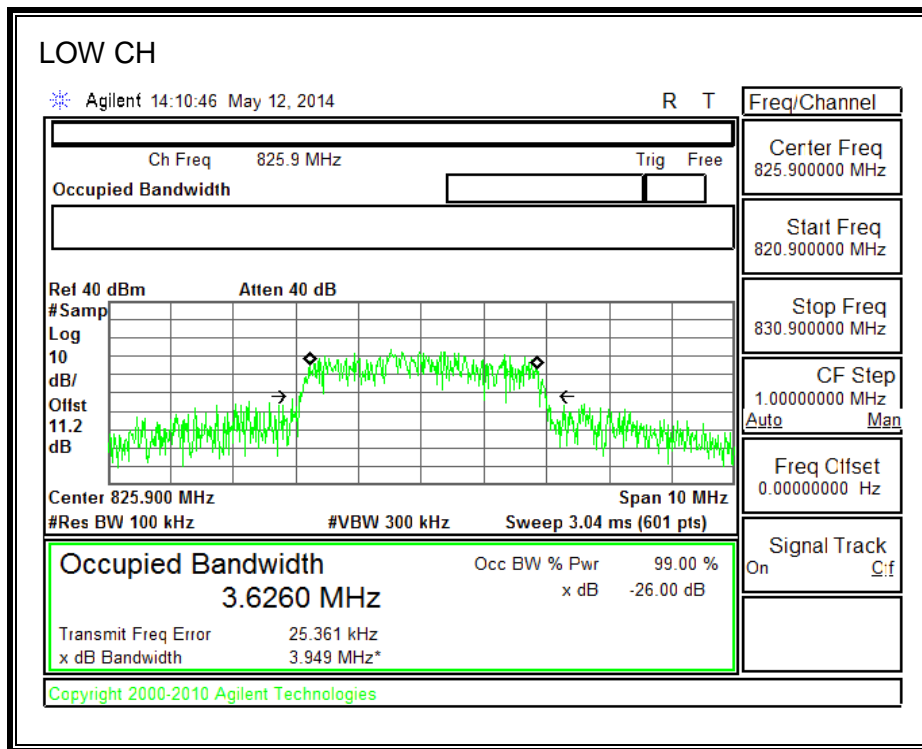 LOW CH
Agilent 14:10:46 May 12, 2014 R T
Freq/Channel
Ch Freq 825.9 MHz Trig Free
Occupied Bandwidth
Center Freq
825.900000 MHz
Start Freq
820.900000 MHz
Stop Freq
830.900000 MHz
CF Step
1.00000000 MHz
Auto Man
Freq Offset
0.00000000 Hz
Signal Track
On Off
Ref 40 dBm Atten 40 dB
#Samp
Log
10
dB/
Offst
11.2
dB
Center 825.900 MHz Span 10 MHz
#Res BW 100 kHz #VBW 300 kHz Sweep 3.04 ms (601 pts)
Occupied Bandwidth Occ BW % Pwr 99.00 %
3.6260 MHz x dB -26.00 dB
Transmit Freq Error 25.361 kHz
x dB Bandwidth 3.949 MHz*
Copyright 2000-2010 Agilent Technologies